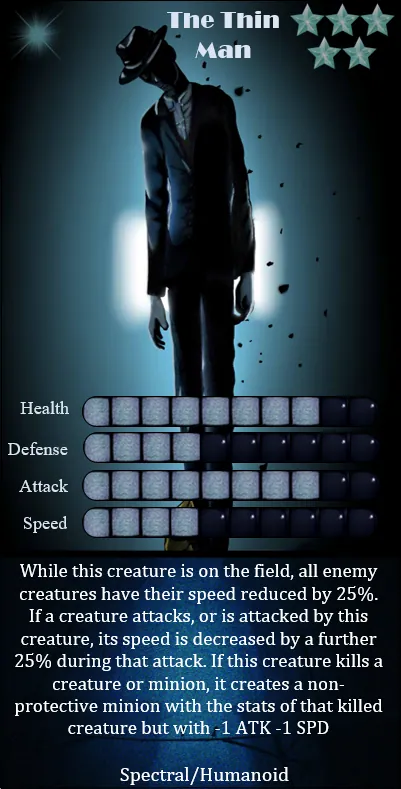 The Thin
Man
Health
Defense
Attack
Speed
While this creature is on the field, all enemy
creatures have their speed reduced by 25%.
If a creature attacks, or is attacked by this
creature, its speed is decreased by a further
25% during that attack. If this creature kills a
creature or minion, it creates a non-
protective minion with the stats of that killed
creature but with -1 ATK -1 SPD
Spectral/Humanoid